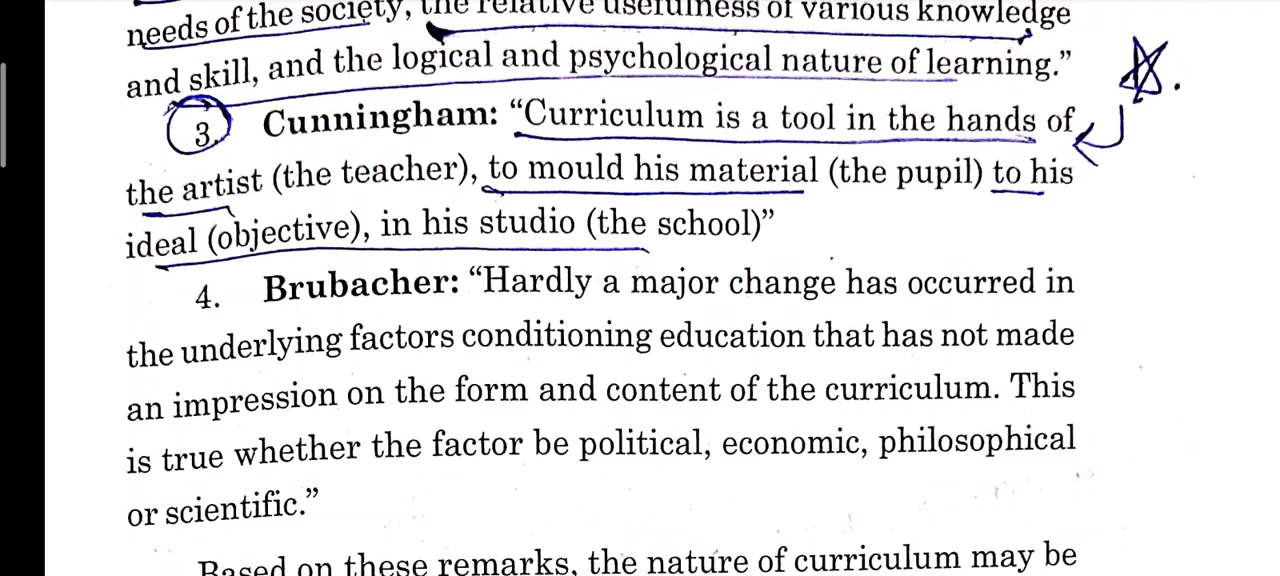 needs of the society, the relative usefulness of various knowledge
and skill, and the logical and psychological nature of learning.”
3. Cunningham: “Curriculum is a tool in the hands of
the artist (the teacher), to mould his material (the pupil) to his
ideal (objective), in his studio (the school)”
4. Brubacher: “Hardly a major change has occurred in
the underlying factors conditioning education that has not made
an impression on the form and content of the curriculum. This
is true whether the factor be political, economic, philosophical
or scientific.”
Based on these remarks, the nature of curriculum may be